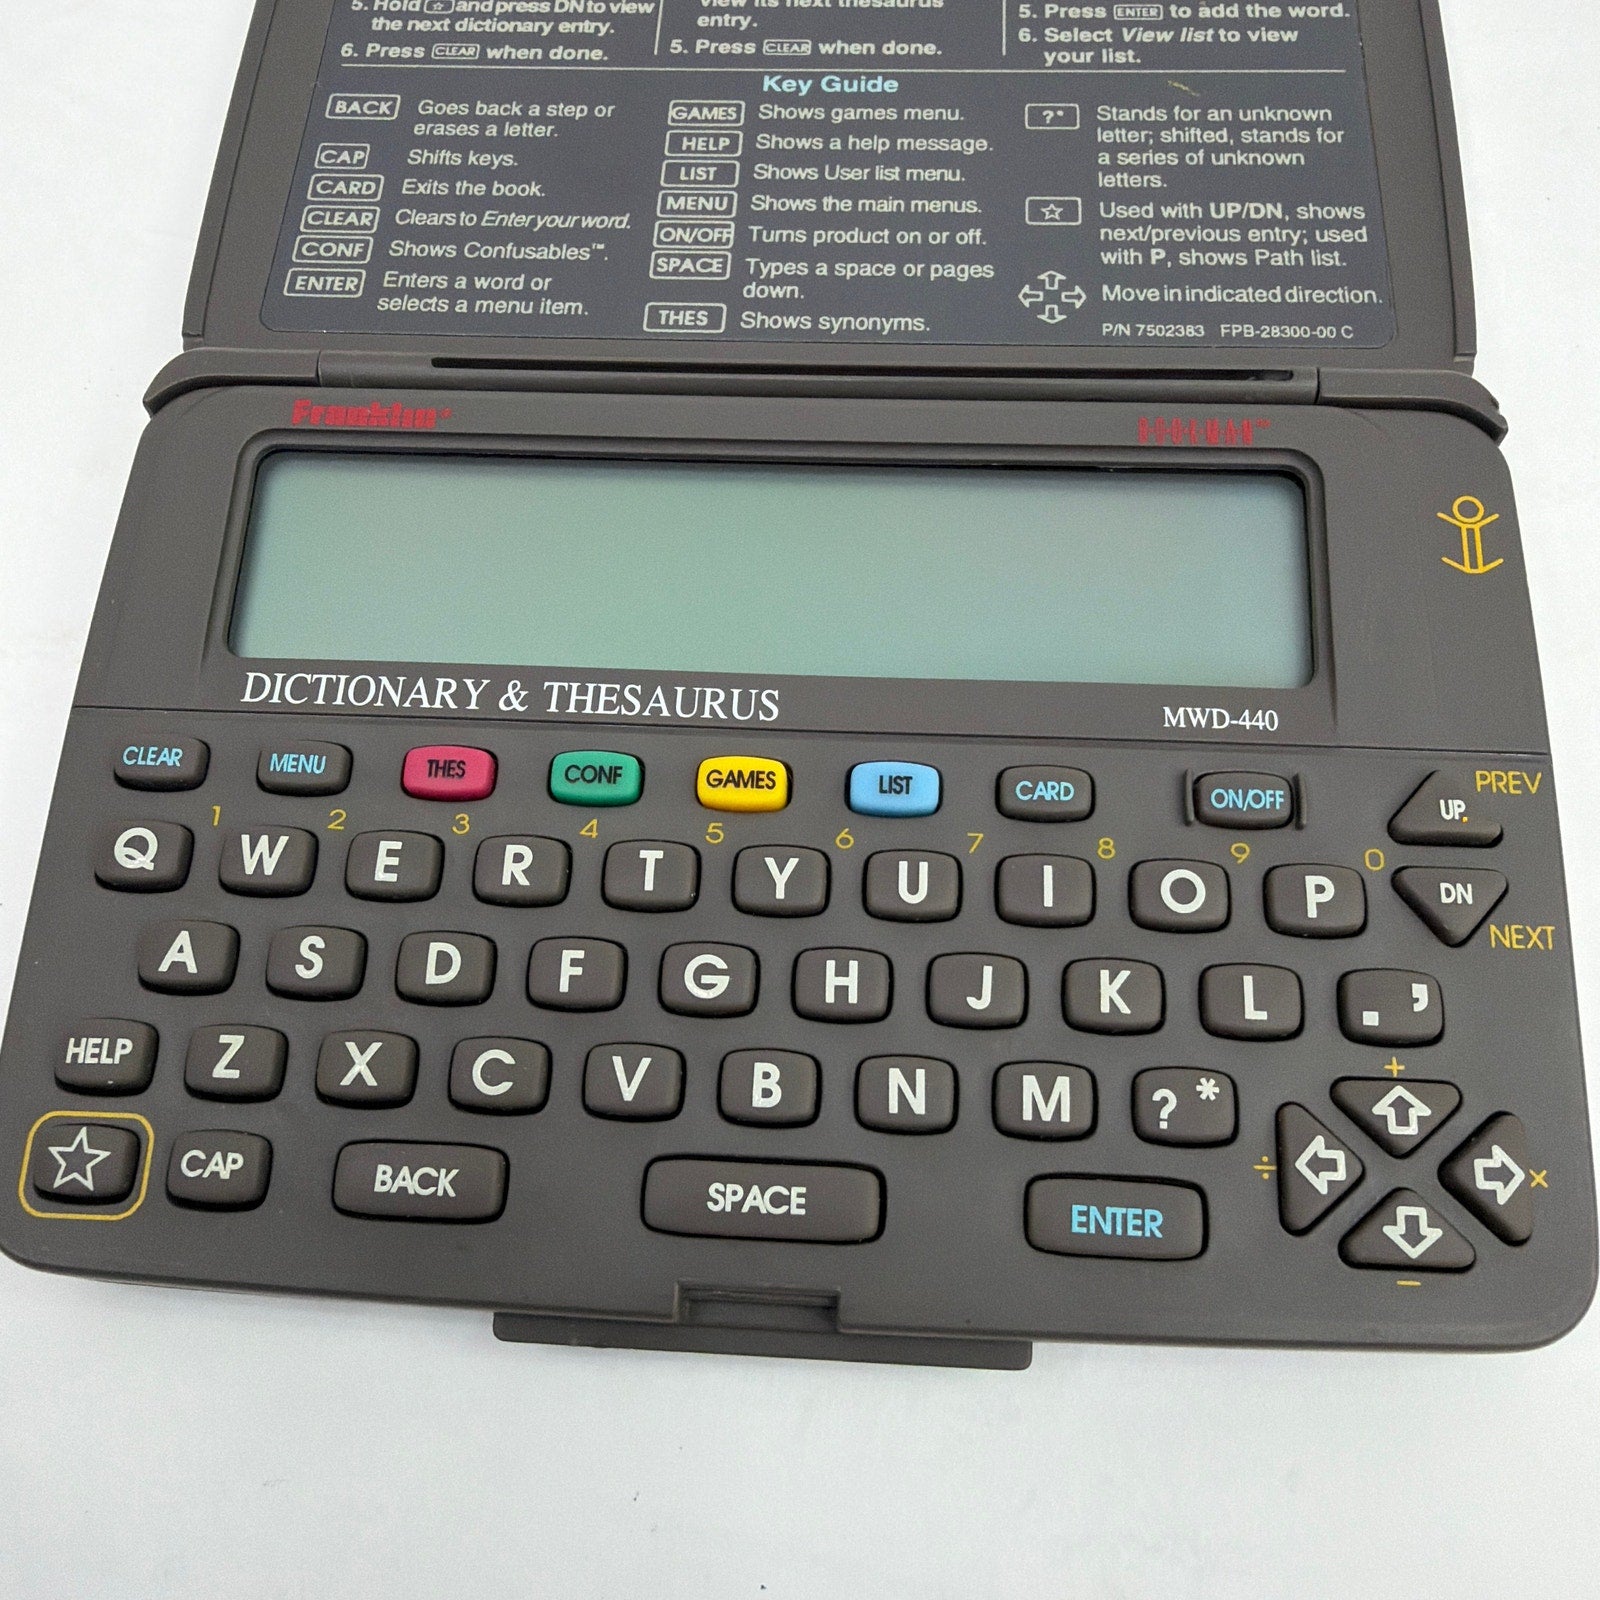 5. Hold ☆ and press DN to view
the next dictionary entry.
6. Press CLEAR when done.
view its next thesaurus
entry.
5. Press CLEAR when done.
5. Press ENTER to add the word.
6. Select View list to view
your list.
Key Guide
BACK Goes back a step or
erases a letter.
CAP Shifts keys.
CARD Exits the book.
CLEAR Clears to Enter your word.
CONF Shows Confusables™.
ENTER Enters a word or
selects a menu item.
GAMES Shows games menu.
HELP Shows a help message.
LIST Shows User list menu.
MENU Shows the main menus.
ON/OFF Turns product on or off.
SPACE Types a space or pages
down.
THES Shows synonyms.
?* Stands for an unknown
letter; shifted, stands for
a series of unknown
letters.
☆ Used with UP/DN, shows
next/previous entry; used
with P, shows Path list.
Move in indicated direction.
P/N 7502383 FPB-28300-00 C
Franklin
BOOKMAN™
DICTIONARY & THESAURUS
MWD-440
CLEAR MENU THES CONF GAMES LIST CARD ON/OFF UP. PREV
1 2 3 4 5 6 7 8 9 0
Q W E R T Y U I O P DN
NEXT
A S D F G H J K L . ’
HELP Z X C V B N M ? *
+
☆ CAP BACK SPACE ENTER ÷ ×
−